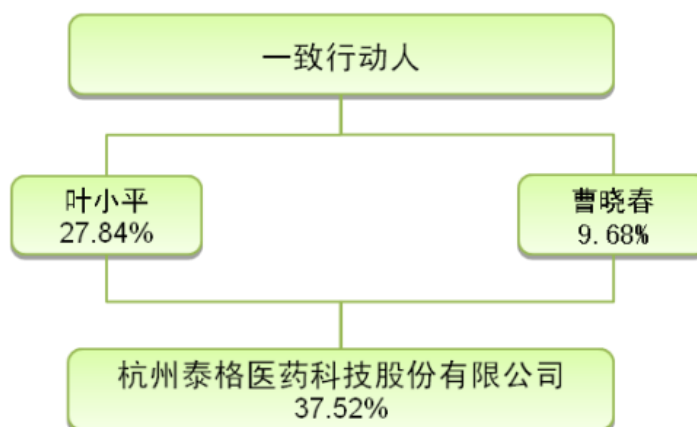 一致行动人
叶小平
27.84%
曹晓春
9.68%
杭州泰格医药科技股份有限公司
37.52%